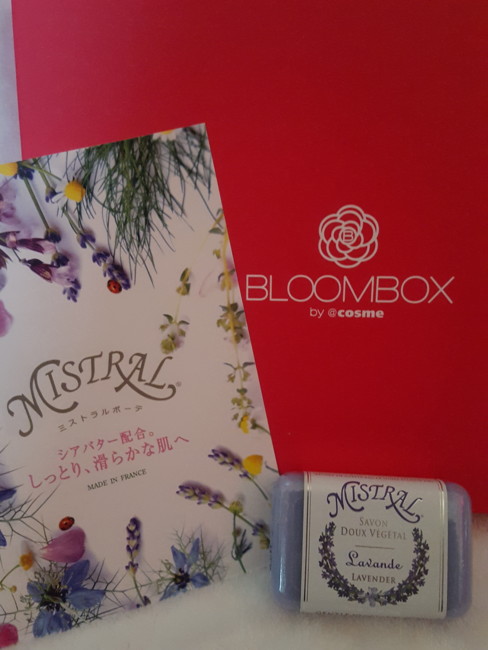 BLOOMBOX
by @cosme
MISTRAL®
ミストラルボーテ
シアバター配合。
しっとり、滑らかな肌へ
MADE IN FRANCE
MISTRAL®
SAVON
DOUX VÉGÉTAL
Lavande
LAVENDER